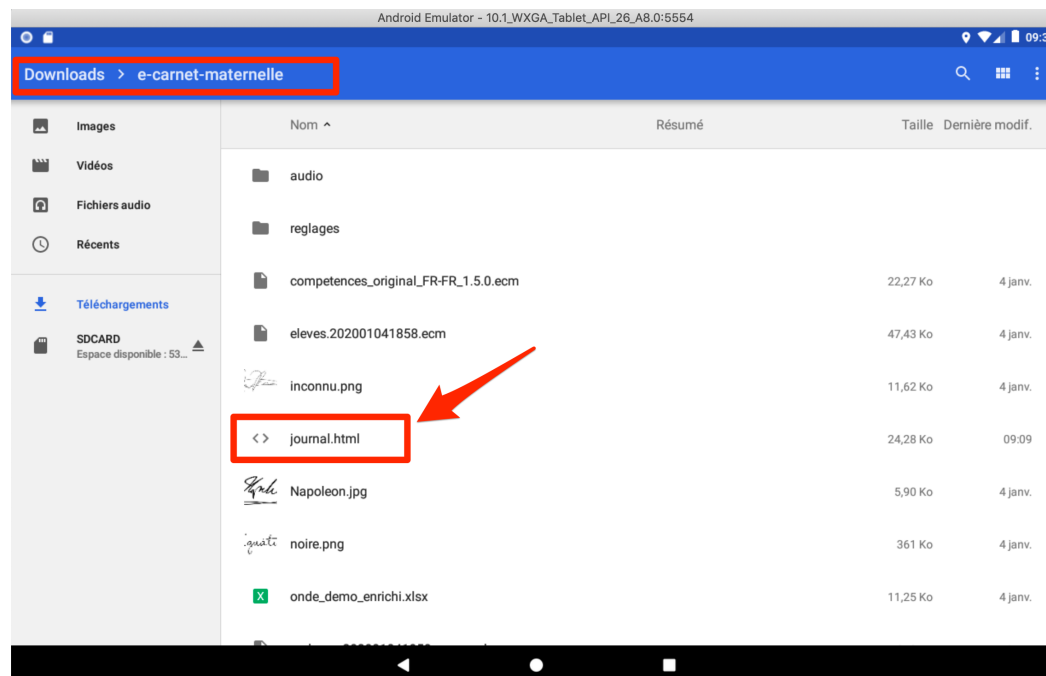 Android Emulator - 10.1_WXGA_Tablet_API_26_A8.0:5554
09:3
Downloads > e-carnet-maternelle
Images
Vidéos
Fichiers audio
Récents
Téléchargements
SDCARD
Espace disponible : 53...
Nom Résumé Taille Dernière modif.
audio
reglages
competences_original_FR-FR_1.5.0.ecm 22,27 Ko 4 janv.
eleves.202001041858.ecm 47,43 Ko 4 janv.
inconnu.png 11,62 Ko 4 janv.
<> journal.html 24,28 Ko 09:09
Napoleon.jpg 5,90 Ko 4 janv.
noire.png 361 Ko 4 janv.
X onde_demo_enrichi.xlsx 11,25 Ko 4 janv.